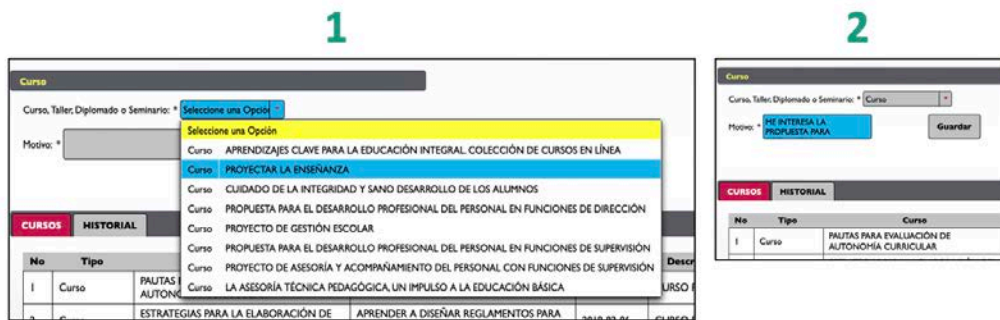 1
Curso
Curso, Taller, Diplomado o Seminario: * Seleccione una Opción
Motivo: *
Seleccione una Opción
Curso APRENDIZAJES CLAVE PARA LA EDUCACIÓN INTEGRAL. COLECCIÓN DE CURSOS EN LÍNEA
Curso PROYECTAR LA ENSEÑANZA
Curso CUIDADO DE LA INTEGRIDAD Y SANO DESARROLLO DE LOS ALUMNOS
Curso PROPUESTA PARA EL DESARROLLO PROFESIONAL DEL PERSONAL EN FUNCIONES DE DIRECCIÓN
Curso PROYECTO DE GESTIÓN ESCOLAR
Curso PROPUESTA PARA EL DESARROLLO PROFESIONAL DEL PERSONAL EN FUNCIONES DE SUPERVISIÓN
Curso PROYECTO DE ASESORÍA Y ACOMPAÑAMIENTO DEL PERSONAL CON FUNCIONES DE SUPERVISIÓN
Curso LA ASESORÍA TÉCNICA PEDAGÓGICA, UN IMPULSO A LA EDUCACIÓN BÁSICA
CURSOS HISTORIAL
No Tipo Descr
1 Curso PAUTAS
AUTONO
ESTRATEGIAS PARA LA ELABORACIÓN DE APRENDER A DISEÑAR REGLAMENTOS PARA
2
Curso
Curso, Taller, Diplomado o Seminario: * Curso
Motivo: * ME INTERESA LA
PROPUESTA PARA
Guardar
CURSOS HISTORIAL
No Tipo Curso
1 Curso PAUTAS PARA EVALUACIÓN DE
AUTONOMÍA CURRICULAR